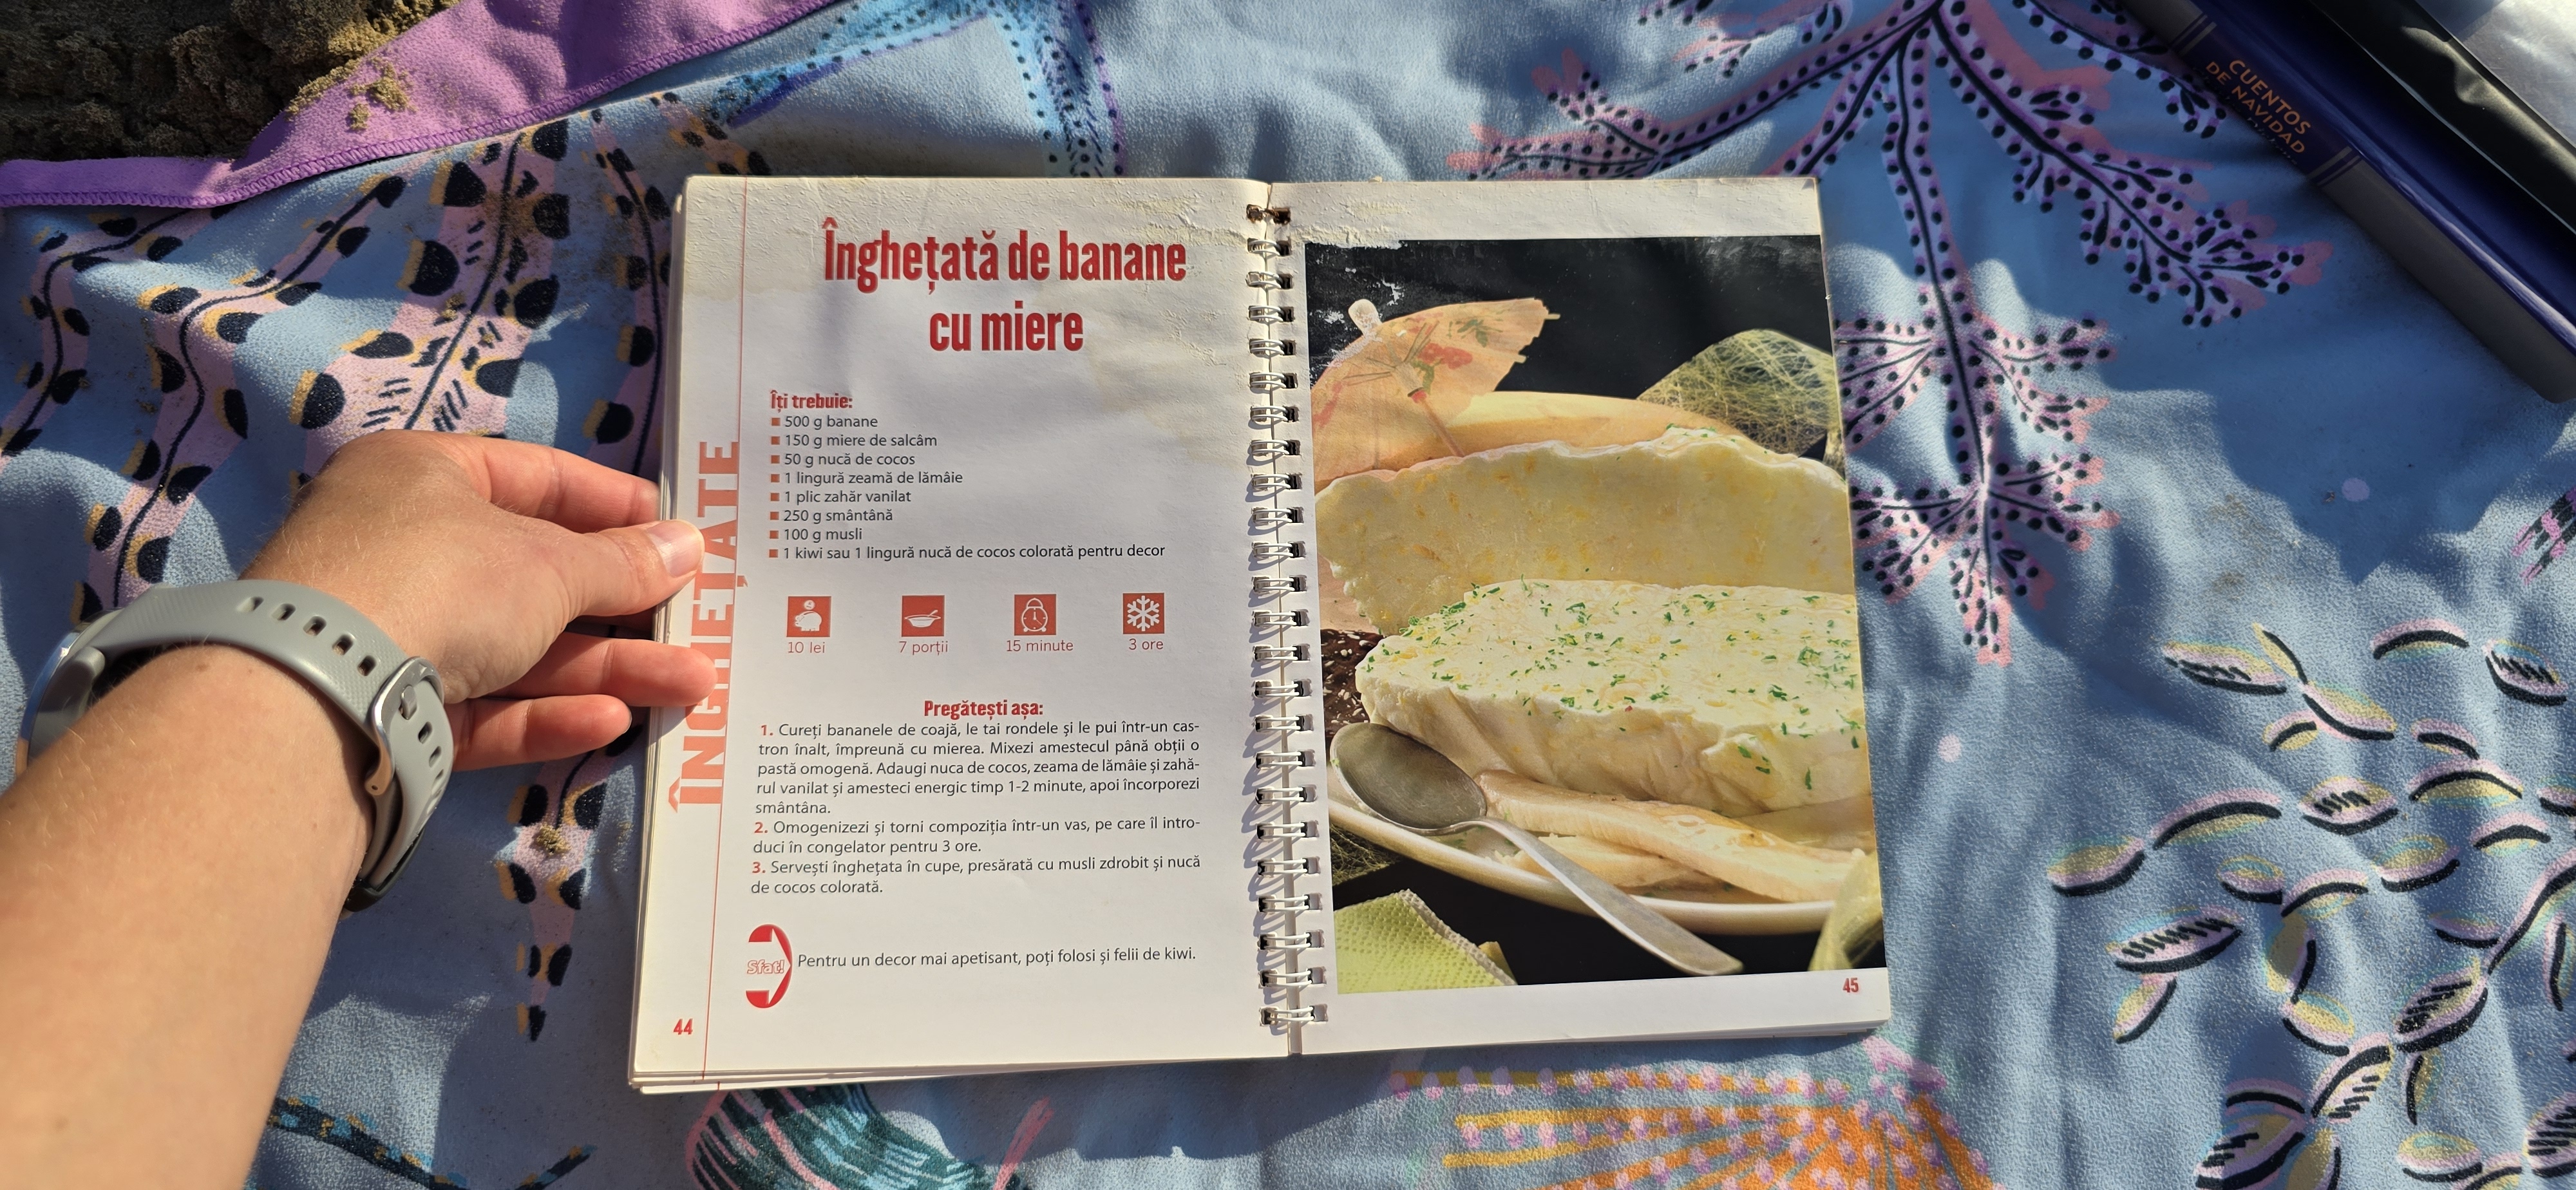 Înghețată de banane
cu miere
Îți trebuie:
500 g banane
150 g miere de salcâm
50 g nucă de cocos
1 lingură zeamă de lămâie
1 plic zahăr vanilat
250 g smântână
100 g musli
1 kiwi sau 1 lingură nucă de cocos colorată pentru decor
10 lei
7 porții
15 minute
3 ore
Pregătești așa:
1. Cureți bananele de coajă, le tai rondele și le pui într-un cas-
tron înalt, împreună cu mierea. Mixezi amestecul până obții o
pastă omogenă. Adaugi nuca de cocos, zeama de lămâie și zahă-
rul vanilat și amesteci energic timp 1-2 minute, apoi încorporezi
smântâna.
2. Omogenizezi și torni compoziția într-un vas, pe care îl intro-
duci în congelator pentru 3 ore.
3. Servești înghețata în cupe, presărată cu musli zdrobit și nucă
de cocos colorată.
Sfat!
Pentru un decor mai apetisant, poți folosi și felii de kiwi.
44
ÎNGHEȚATE
45
CUENTOS
DE NAVIDAD